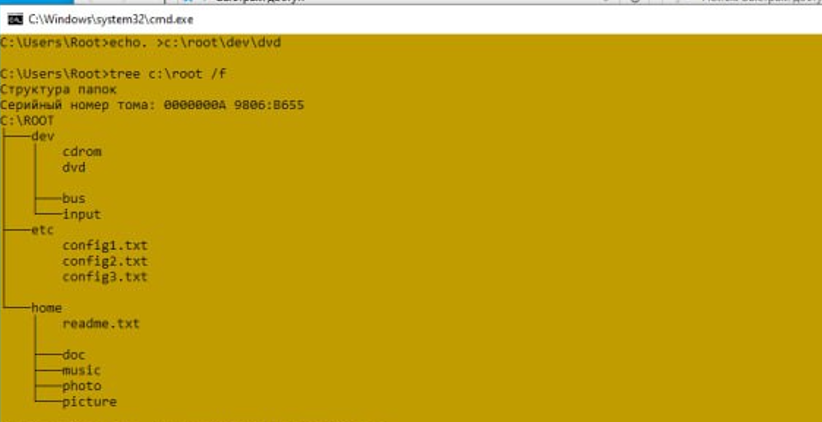 C:\Windows\system32\cmd.exe
C:\Users\Root>echo. >c:\root\dev\dvd
C:\Users\Root>tree c:\root /f
Структура папок
Серийный номер тома: 0000000A 9806:B655
C:\ROOT
├───dev
│   │   cdrom
│   │   dvd
│   │
│   ├───bus
│   └───input
├───etc
│       config1.txt
│       config2.txt
│       config3.txt
│
└───home
    │   readme.txt
    │
    ├───doc
    ├───music
    ├───photo
    └───picture